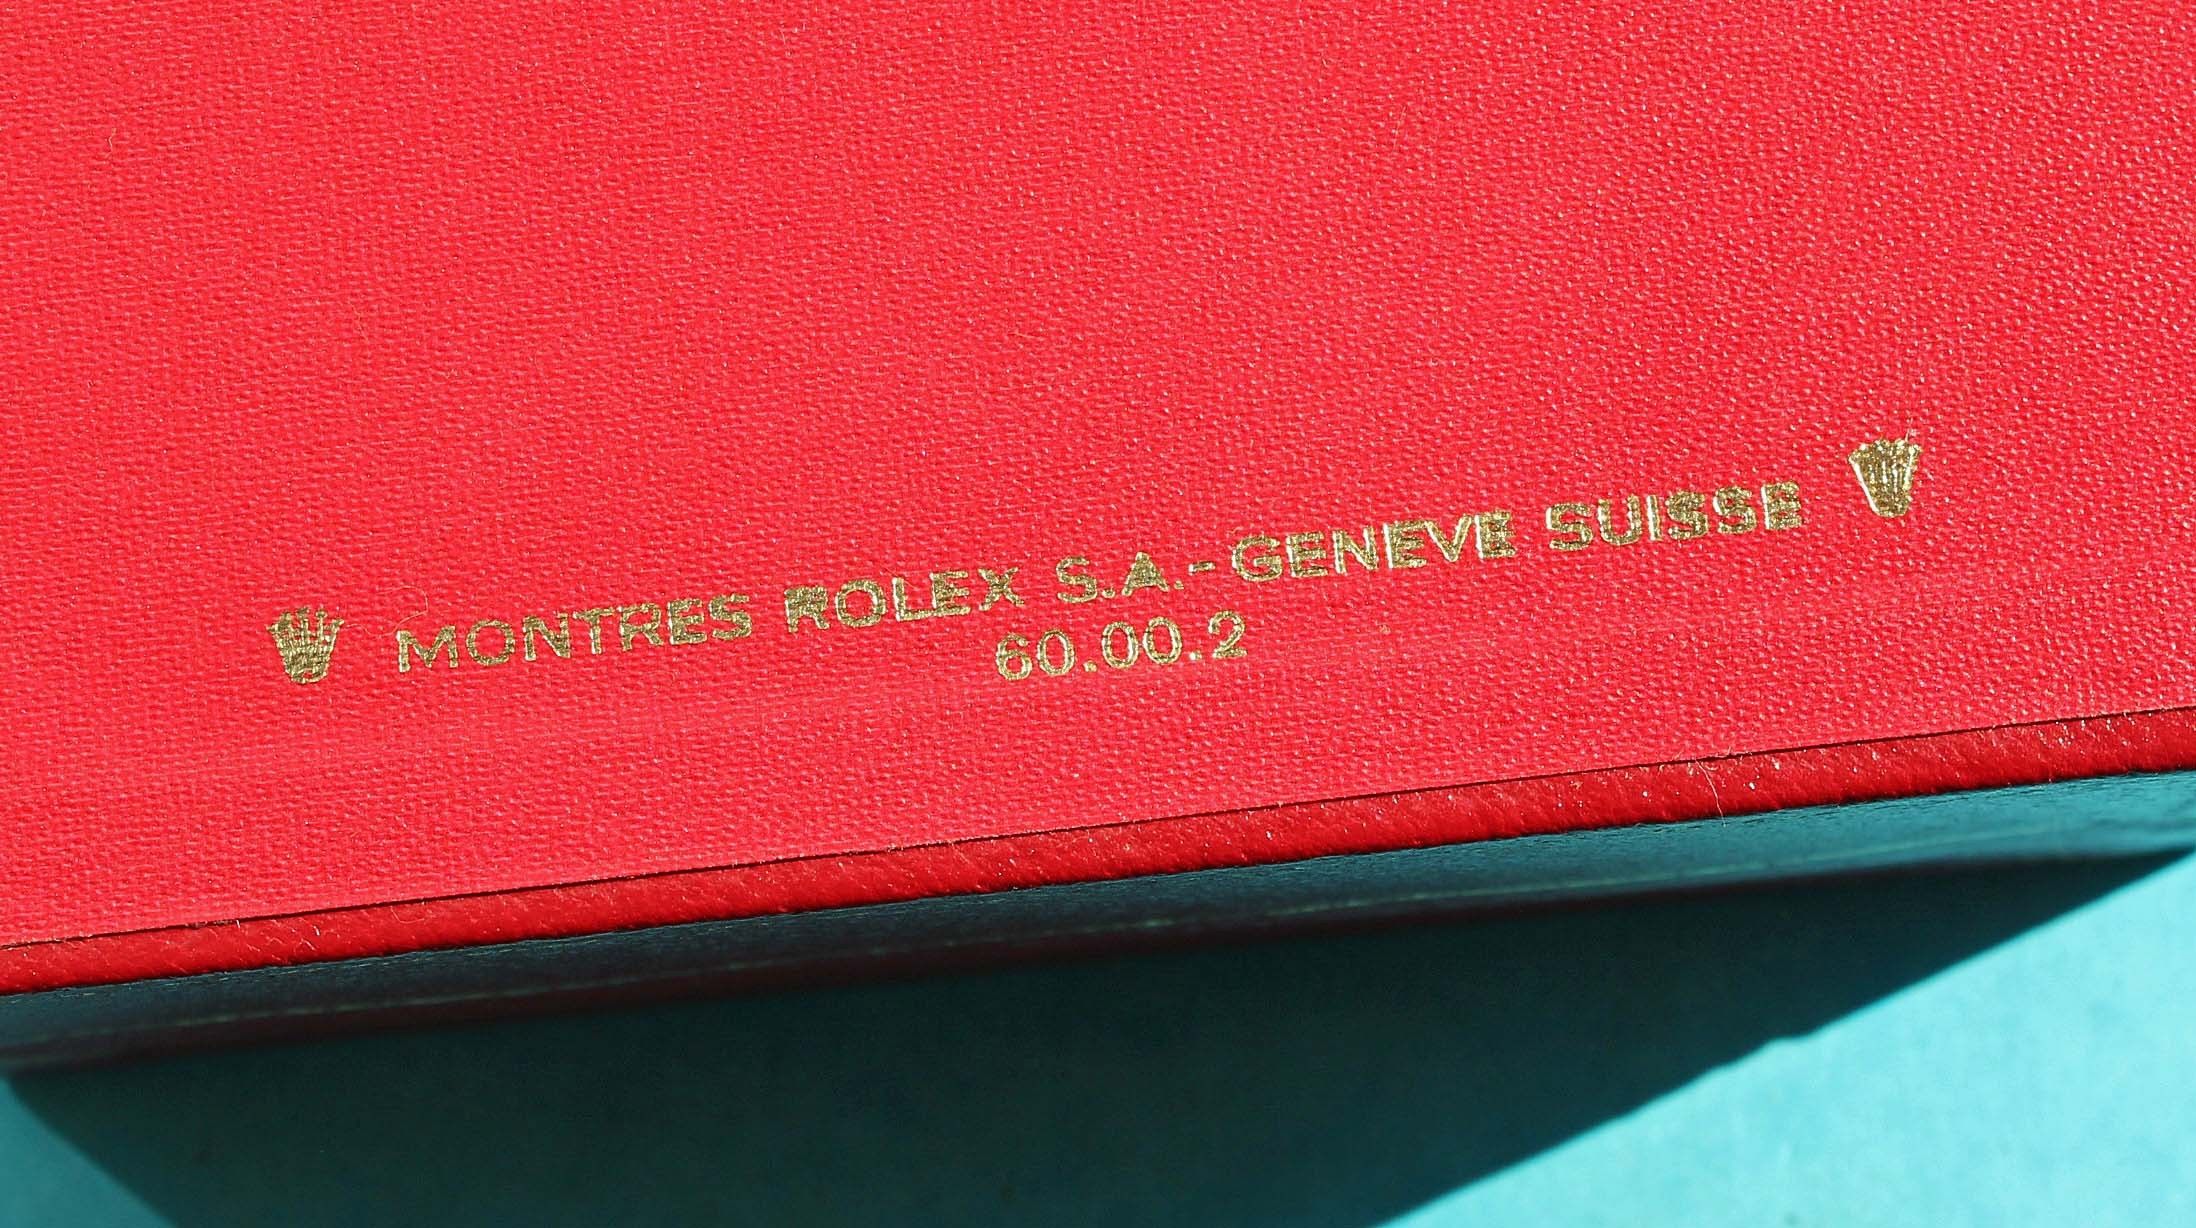 MONTRES ROLEX S.A.-GENEVE SUISSE
60.00.2